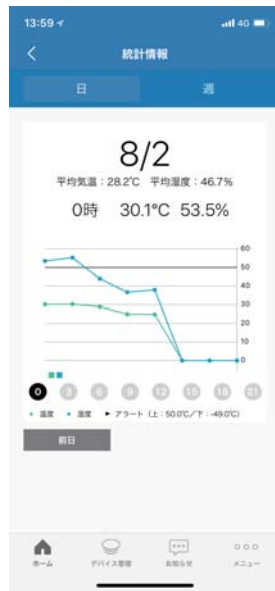 13:59 4G
統計情報
日 週
8/2
平均気温：28.2℃ 平均湿度：46.7%
0時 30.1℃ 53.5%
60
50
40
30
20
10
0
0 3 6 9 12 15 18 21
温度 湿度 アラート（上：50.0℃／下：-49.0℃）
前日
ホーム デバイス管理 お知らせ メニュー